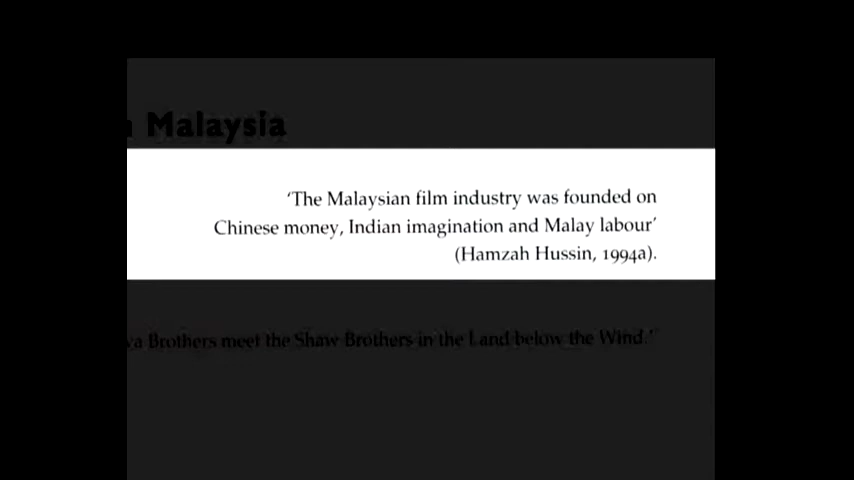 Malaysia
‘The Malaysian film industry was founded on
Chinese money, Indian imagination and Malay labour’
(Hamzah Hussin, 1994a).
Brothers meet the Shaw Brothers in the Land below the Wind.’